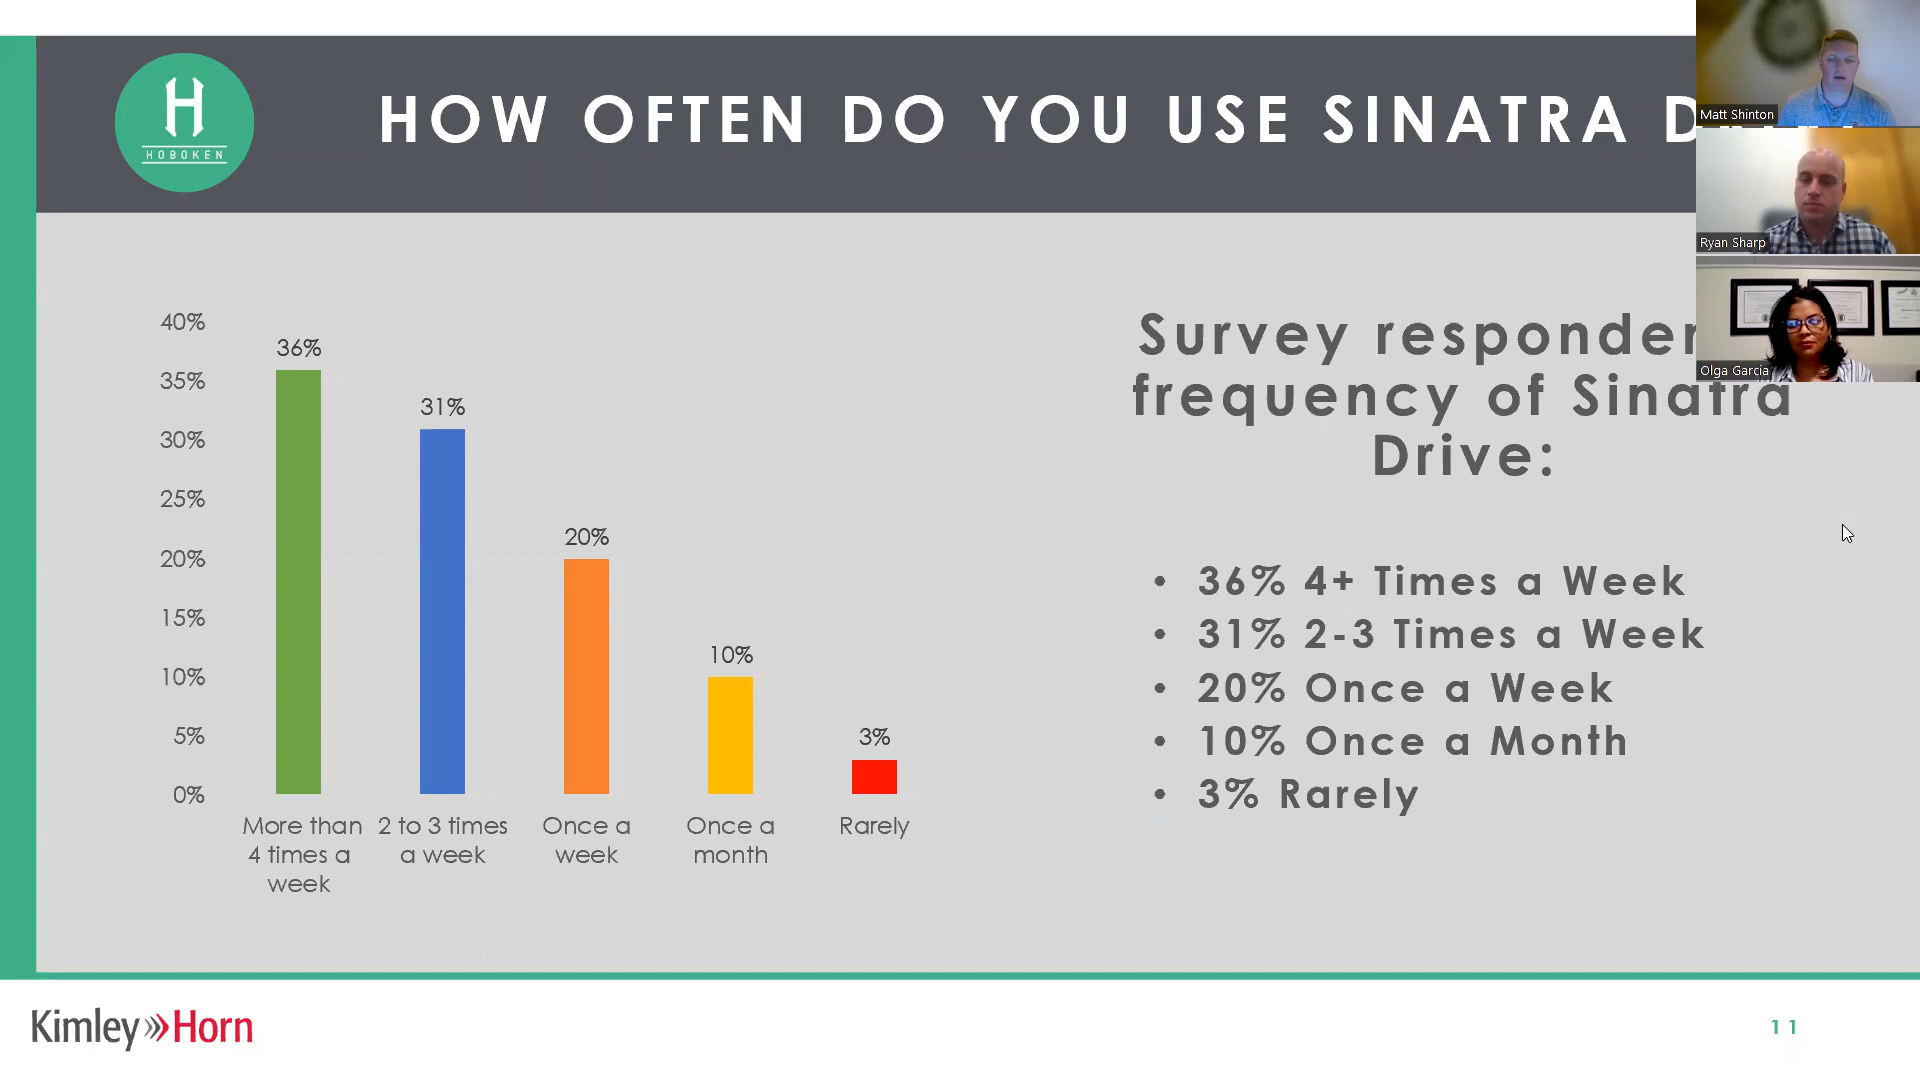 H
HOBOKEN
HOW OFTEN DO YOU USE SINATRA
Matt Shinton
Ryan Sharp
Olga Garcia
40%
35%
30%
25%
20%
15%
10%
5%
0%
36%
31%
20%
10%
3%
More than
4 times a
week
2 to 3 times
a week
Once a
week
Once a
month
Rarely
Survey
frequency of Sinatra
Drive:
• 36% 4+ Times a Week
• 31% 2-3 Times a Week
• 20% Once a Week
• 10% Once a Month
• 3% Rarely
Kimley»Horn
11